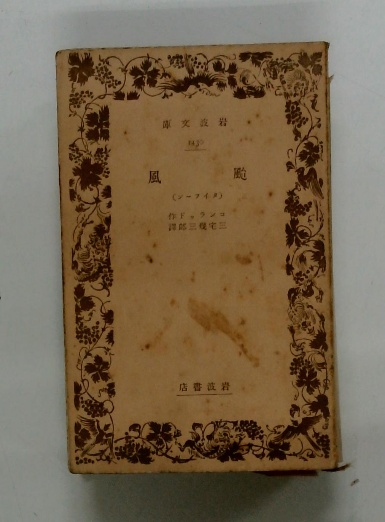 岩波文庫
颱風
(タイフーン)
コンラッド作
三宅幾三郎譯
岩波書店